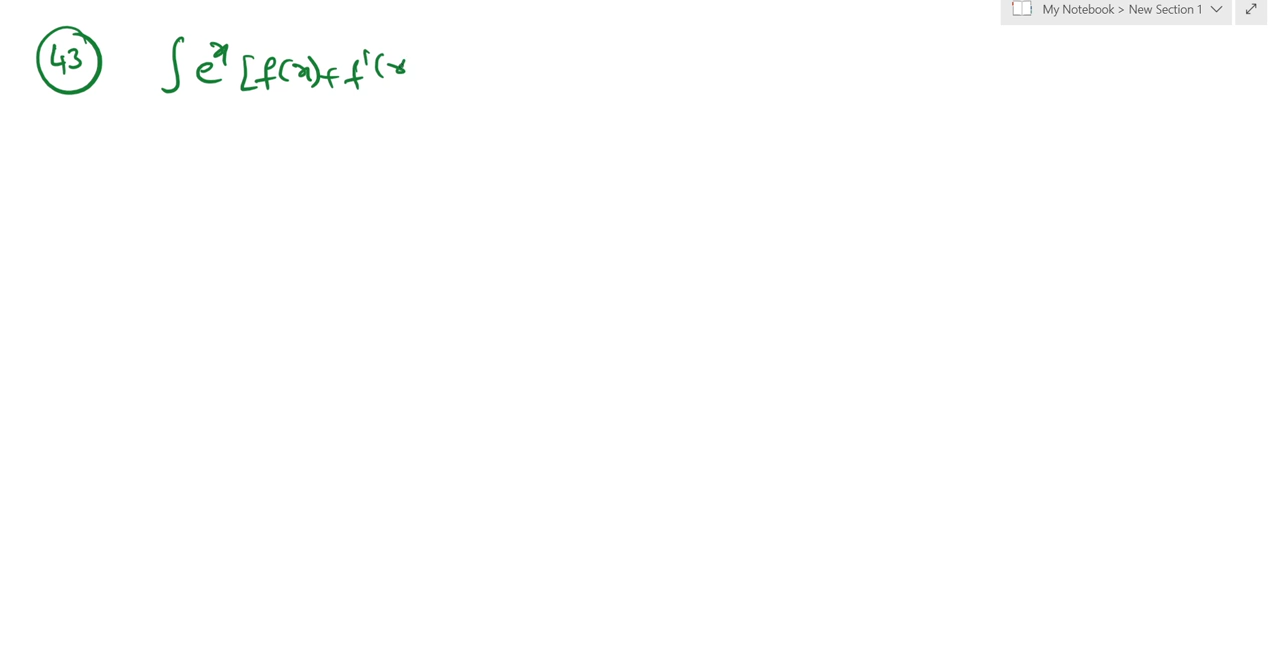 My Notebook > New Section 1
43 ∫ eˣ [f(x) + f'(x